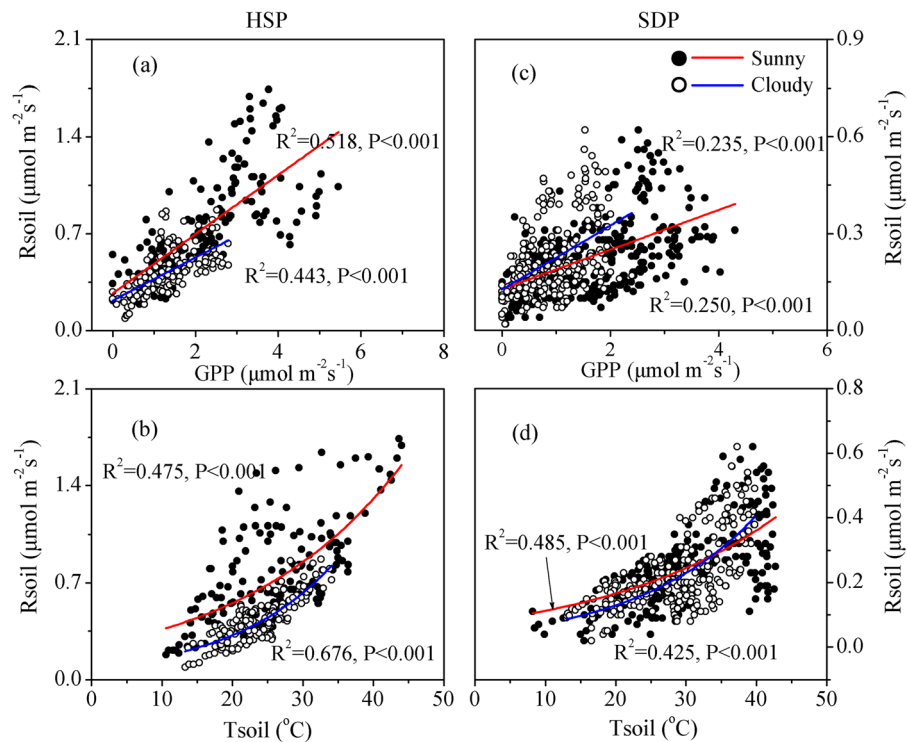 HSP
SDP
2.1
1.4
0.7
0.0
Rsoil (μmol m⁻²s⁻¹)
(a)
R²=0.518, P<0.001
R²=0.443, P<0.001
0 2 4 6 8
GPP (μmol m⁻²s⁻¹)
(c)
Sunny
Cloudy
R²=0.235, P<0.001
R²=0.250, P<0.001
0.9
0.6
0.3
0.0
Rsoil (μmol m⁻²s⁻¹)
0 2 4 6
GPP (μmol m⁻²s⁻¹)
2.1
1.4
0.7
0.0
Rsoil (μmol m⁻²s⁻¹)
(b)
R²=0.475, P<0.001
R²=0.676, P<0.001
0 10 20 30 40 50
Tsoil (°C)
(d)
R²=0.485, P<0.001
R²=0.425, P<0.001
0.8
0.6
0.4
0.2
0.0
Rsoil (μmol m⁻²s⁻¹)
0 10 20 30 40 50
Tsoil (°C)